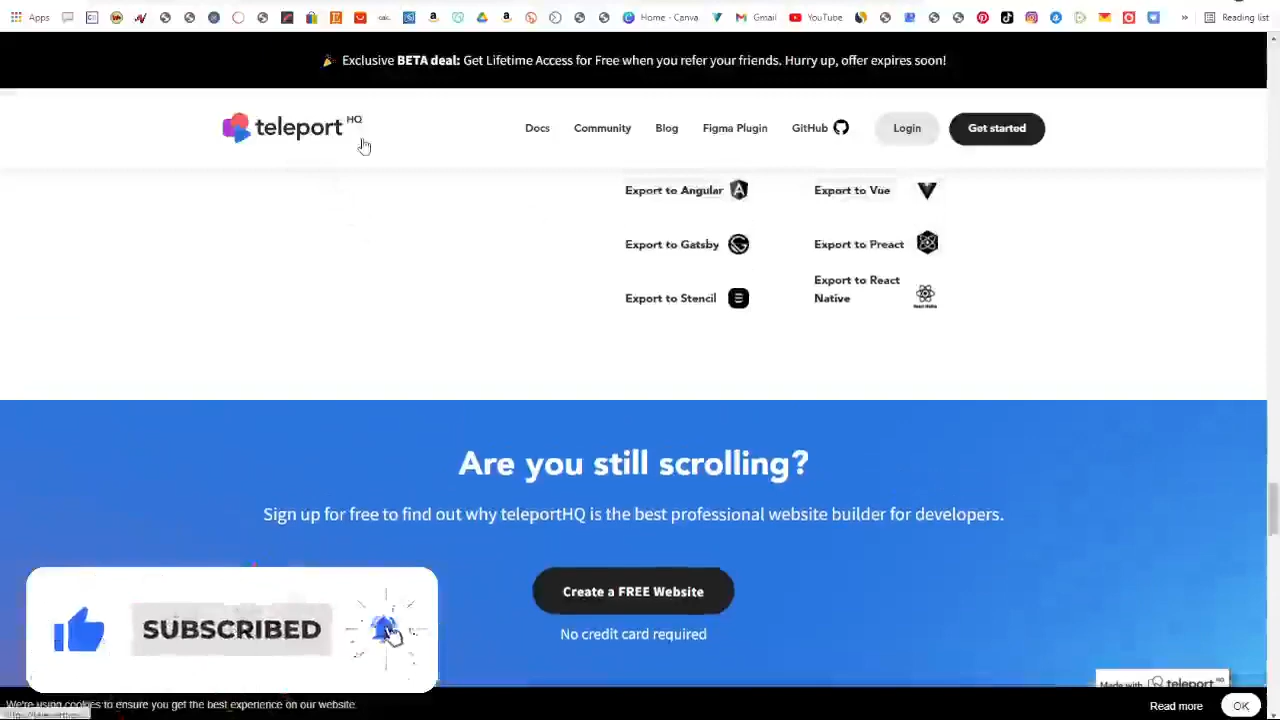 Apps
cak.
Home - Canva
Gmail
YouTube
»
Reading list
Exclusive BETA deal: Get Lifetime Access for Free when you refer your friends. Hurry up, offer expires soon!
teleport HQ
Docs
Community
Blog
Figma Plugin
GitHub
Login
Get started
Export to Angular
Export to Vue
Export to Gatsby
Export to Preact
Export to Stencil
Export to React
Native
Are you still scrolling?
Sign up for free to find out why teleportHQ is the best professional website builder for developers.
Create a FREE Website
No credit card required
SUBSCRIBED
Made with teleport HQ
We're using cookies to ensure you get the best experience on our website.
Read more
OK